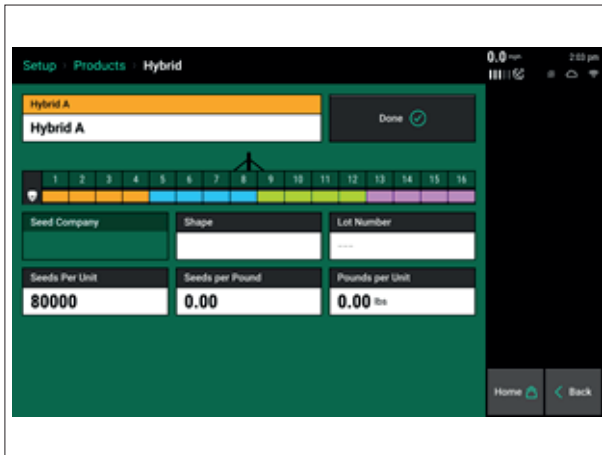 Setup Products Hybrid
0.0 mph 2:03 pm
Hybrid A
Hybrid A
Done
1 2 3 4 5 6 7 8 9 10 11 12 13 14 15 16
Seed Company Shape Lot Number
---
Seeds Per Unit Seeds per Pound Pounds per Unit
80000 0.00 0.00 lbs
Home Back